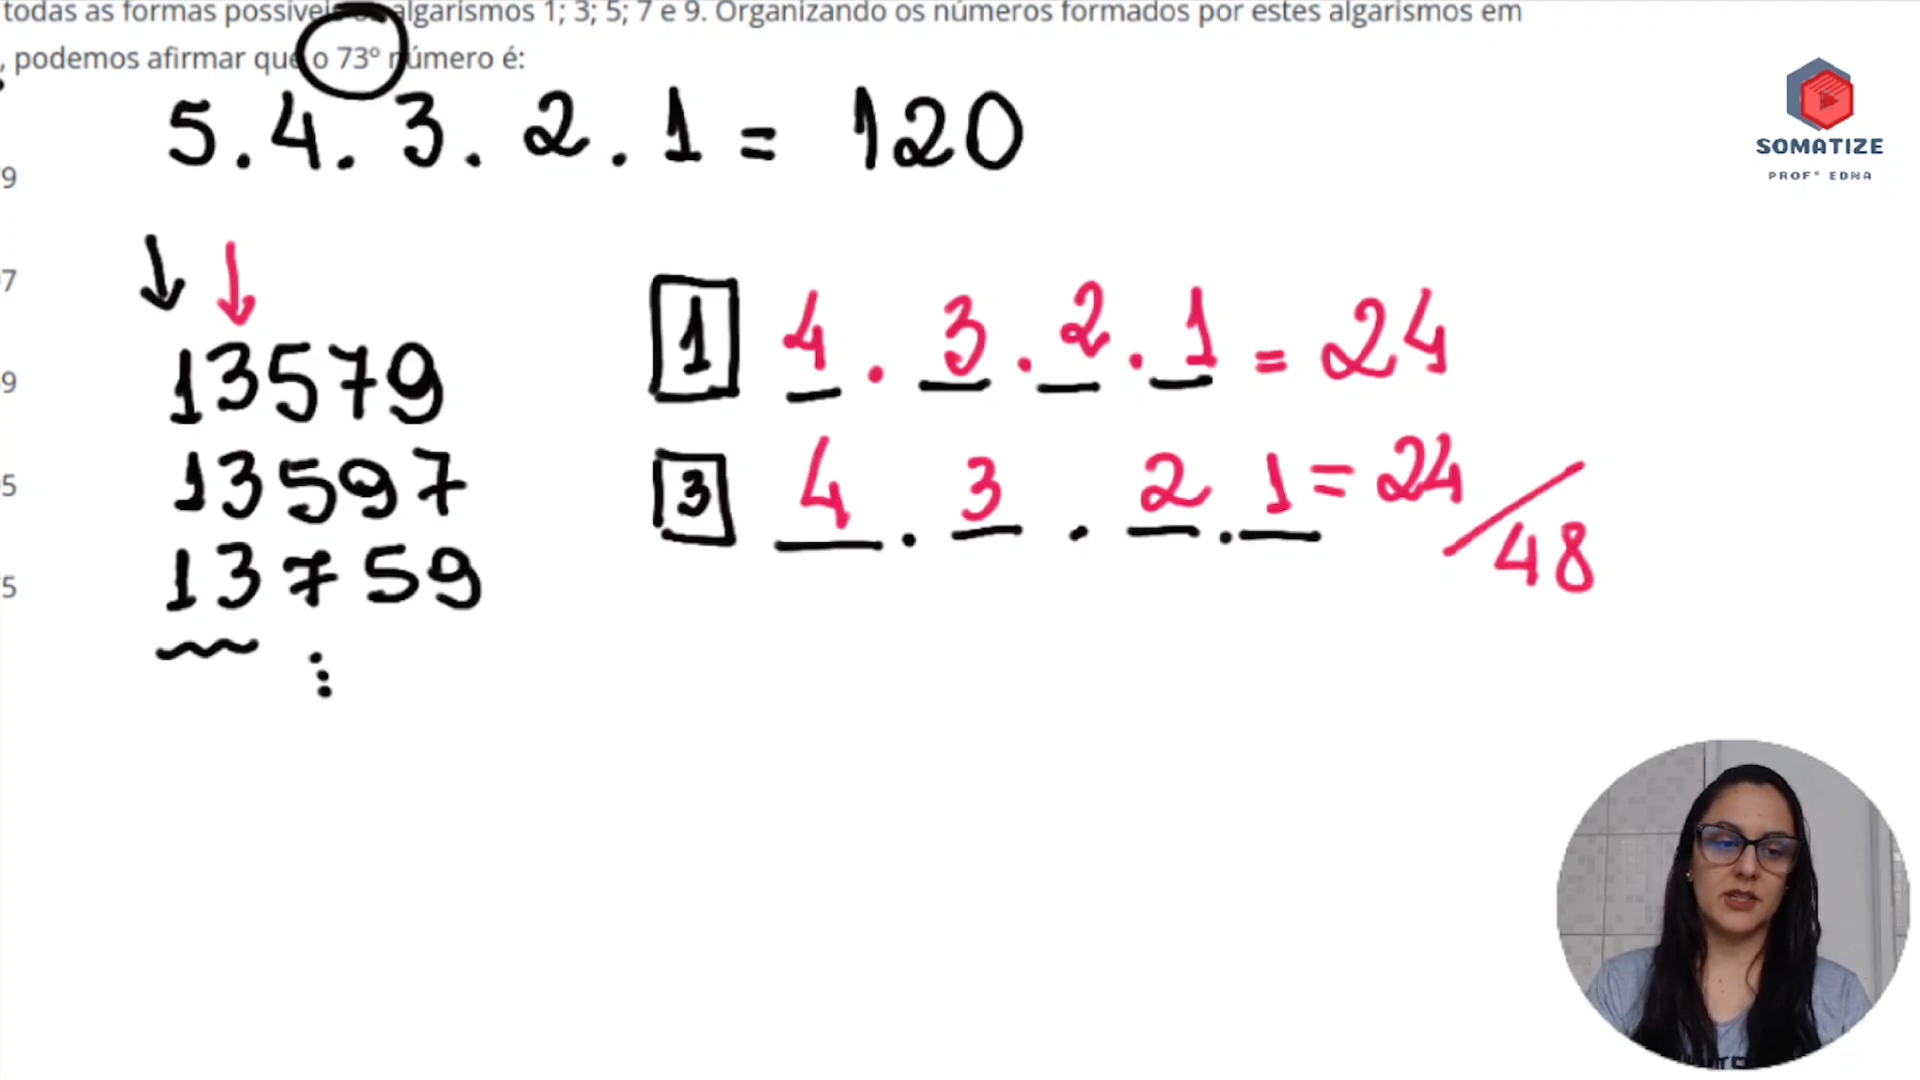 todas as formas possíveis algarismos 1; 3; 5; 7 e 9. Organizando os números formados por estes algarismos em
, podemos afirmar que o 73º número é:
5.4.3.2.1 = 120
SOMATIZE
PROFª EDNA
9
7
9
5
5
13579
13597
13759
1 4.3.2.1 = 24
3 4.3.2.1 = 24
48